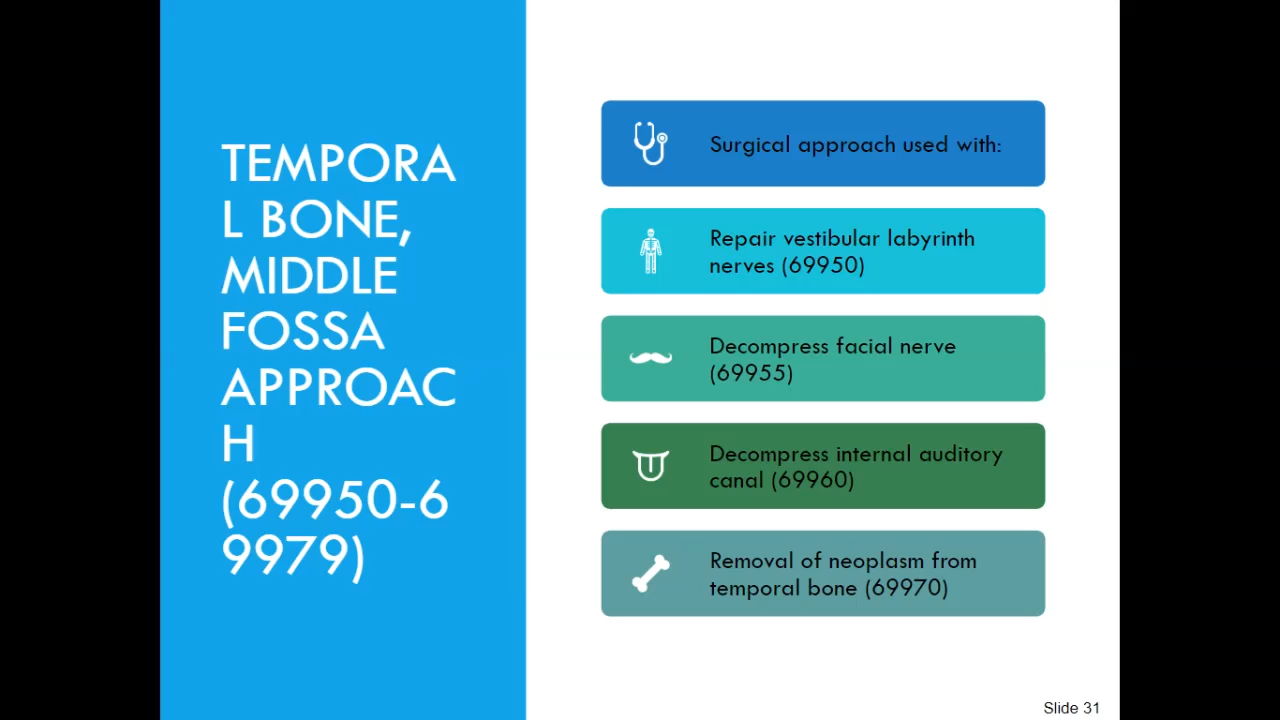 TEMPORA
L BONE,
MIDDLE
FOSSA
APPROAC
H
(69950-6
9979)
Surgical approach used with:
Repair vestibular labyrinth
nerves (69950)
Decompress facial nerve
(69955)
Decompress internal auditory
canal (69960)
Removal of neoplasm from
temporal bone (69970)
Slide 31